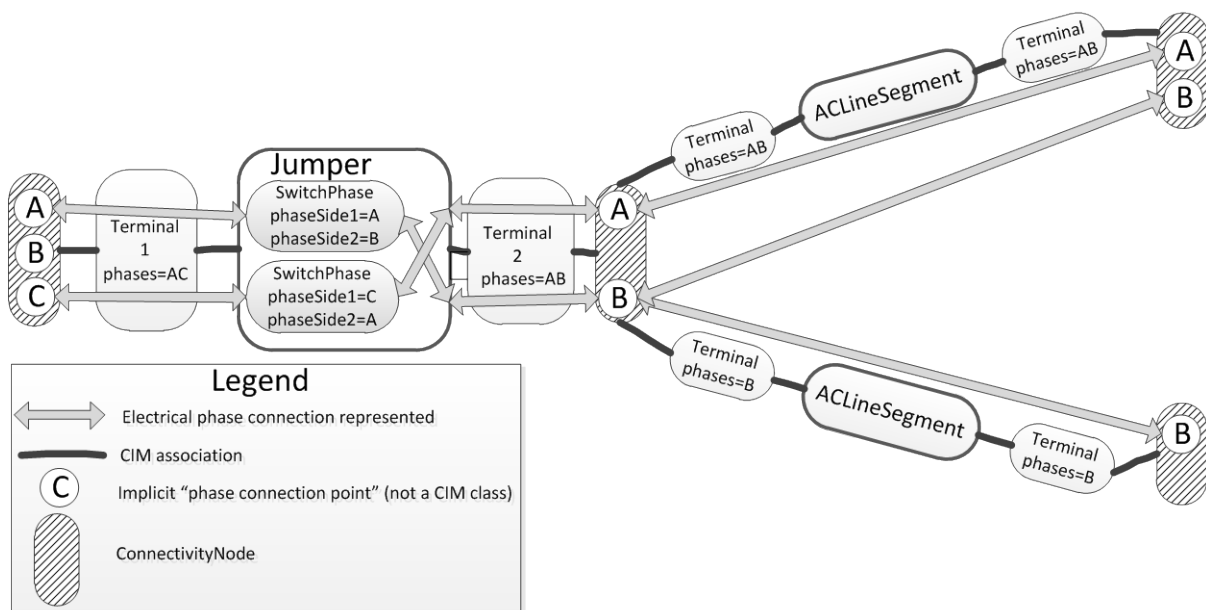 A
B
C
Terminal
1
phases=AC
Jumper
SwitchPhase
phaseSide1=A
phaseSide2=B
SwitchPhase
phaseSide1=C
phaseSide2=A
Terminal
2
phases=AB
A
B
Terminal
phases=AB
ACLineSegment
Terminal
phases=AB
A
B
Terminal
phases=B
ACLineSegment
Terminal
phases=B
B
Legend
Electrical phase connection represented
CIM association
C
Implicit “phase connection point” (not a CIM class)
ConnectivityNode